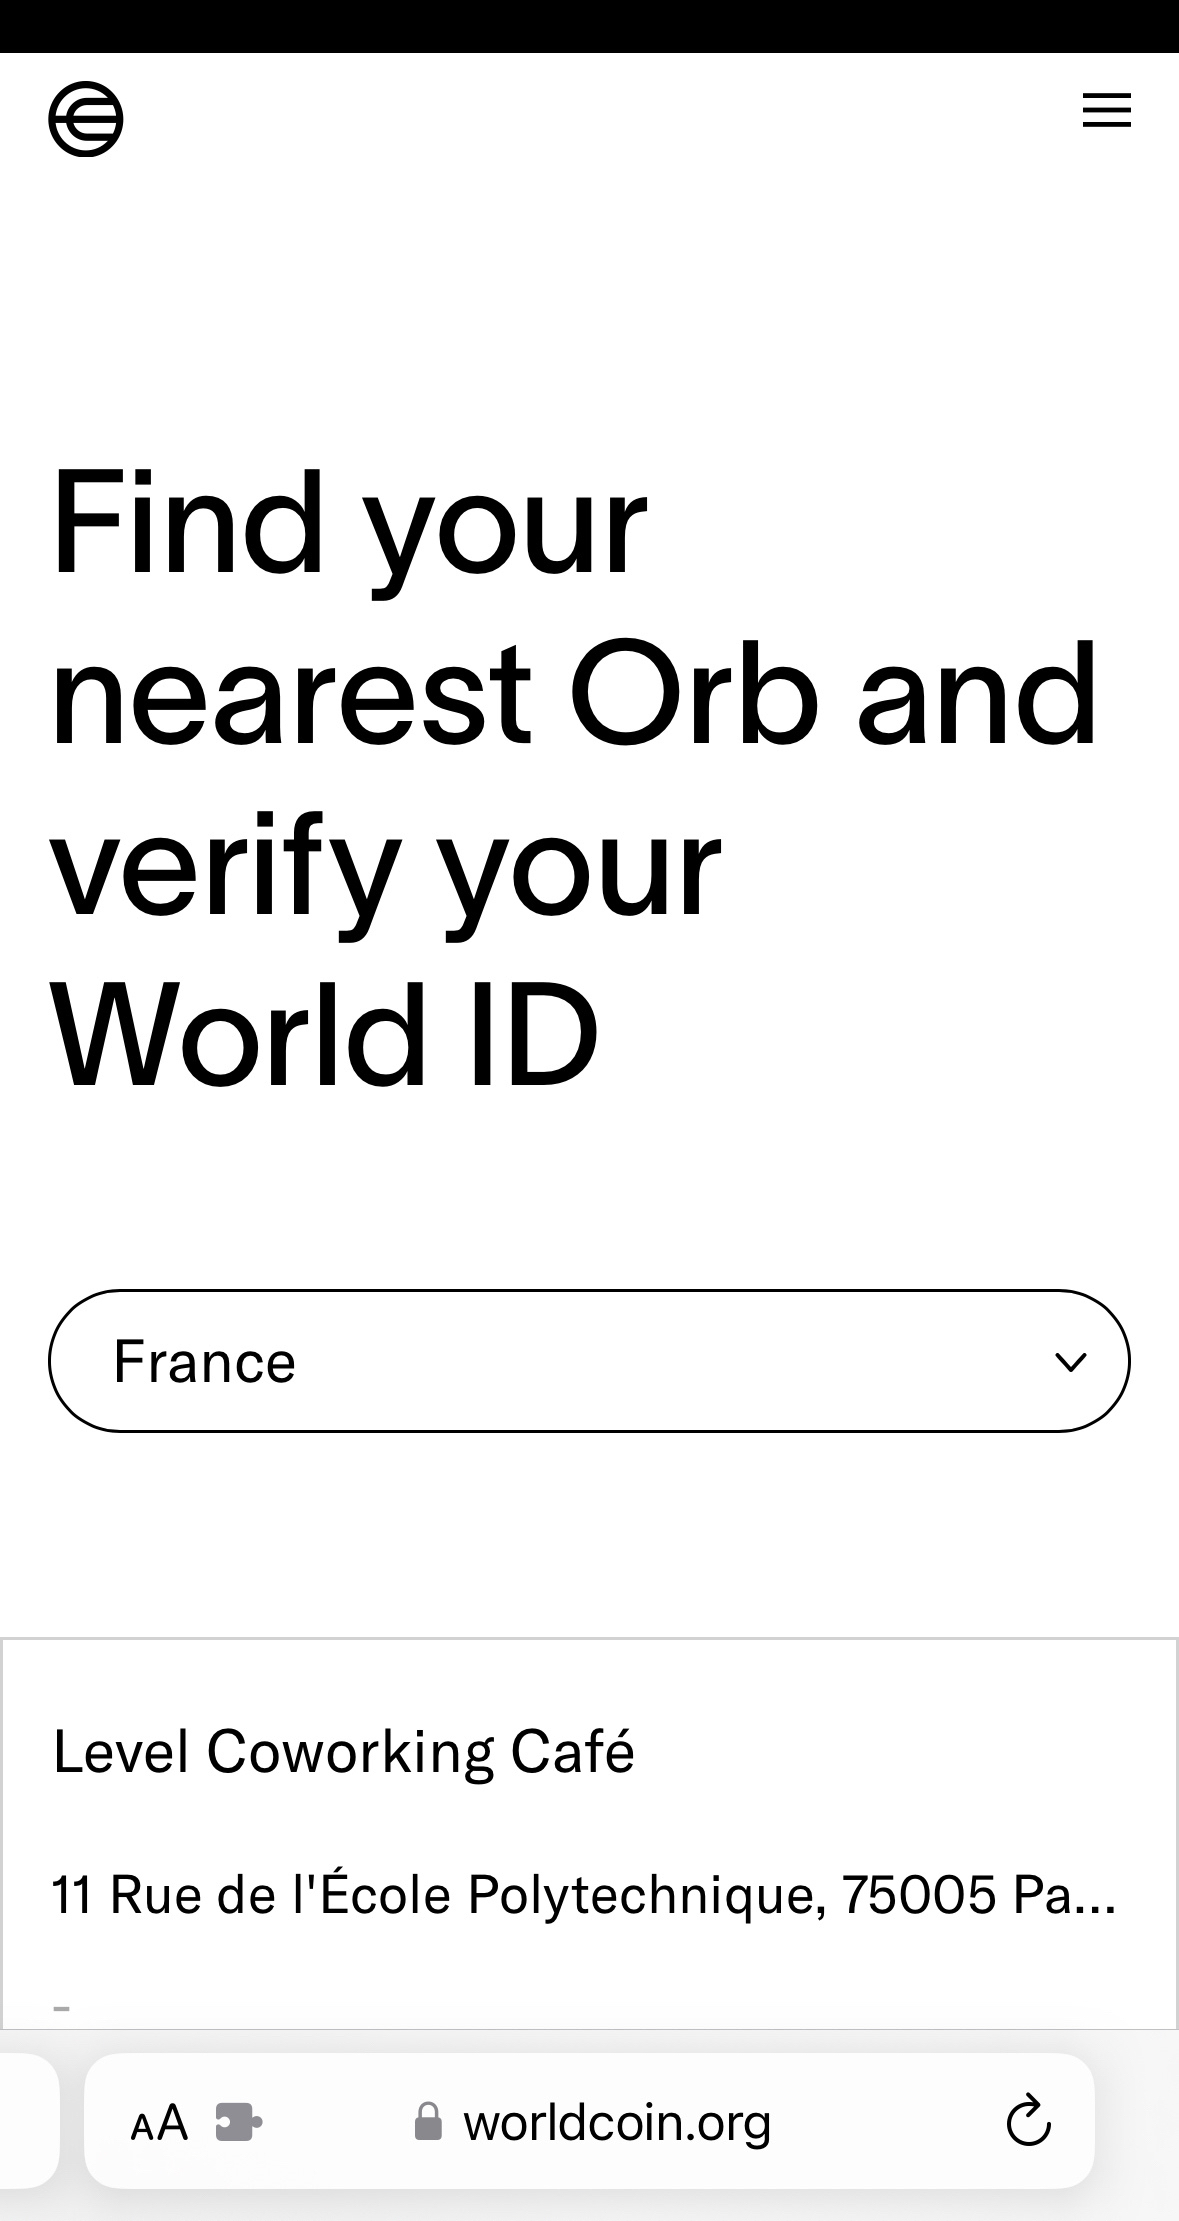 Find your
nearest Orb and
verify your
World ID
France
Level Coworking Café
11 Rue de l'École Polytechnique, 75005 Pa...
-
AA worldcoin.org